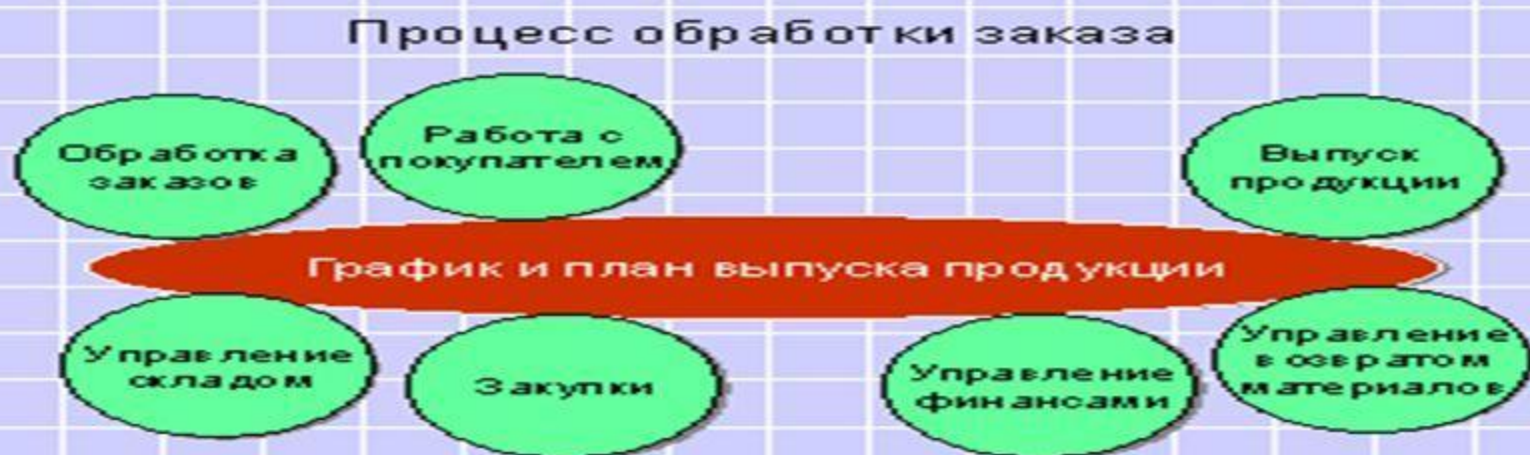 Процесс обработки заказа
Обработка
заказов
Работа с
покупателем
Выпуск
продукции
График и план выпуска продукции
Управление
складом
Закупки
Управление
финансами
Управление
возвратом
материалов